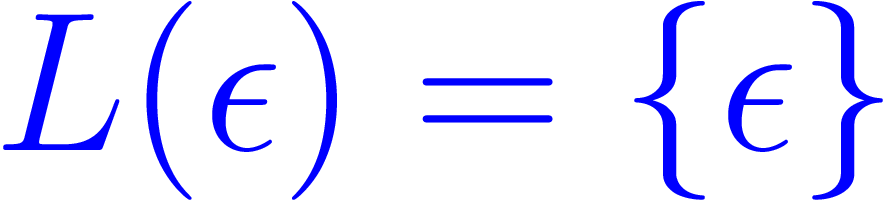 L(ϵ) = {ϵ}